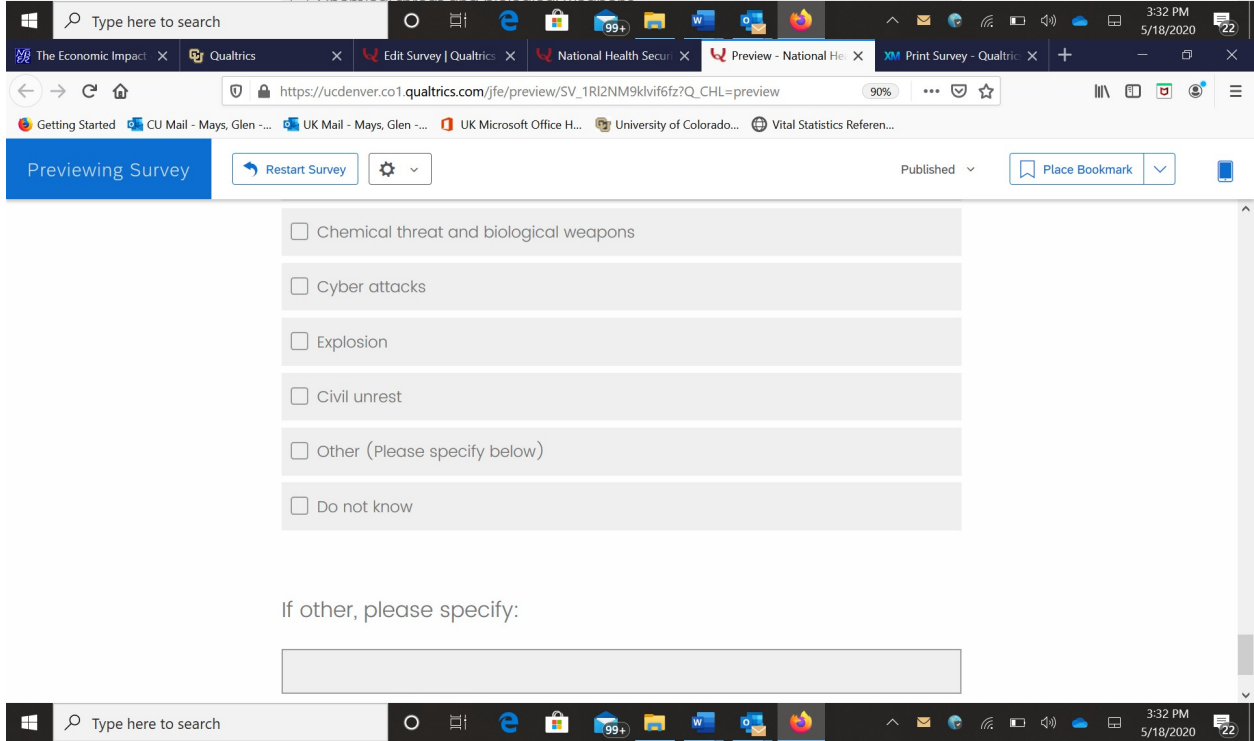 Type here to search
99+
3:32 PM
5/18/2020
22
The Economic Impact
Qualtrics
Edit Survey | Qualtrics
National Health Securi
Preview - National He
XM Print Survey - Qualtric
https://ucdenver.co1.qualtrics.com/jfe/preview/SV_1Rl2NM9klvif6fz?Q_CHL=preview
90%
Getting Started
CU Mail - Mays, Glen -...
UK Mail - Mays, Glen -...
UK Microsoft Office H...
University of Colorado...
Vital Statistics Referen...
Previewing Survey
Restart Survey
Published
Place Bookmark
Chemical threat and biological weapons
Cyber attacks
Explosion
Civil unrest
Other (Please specify below)
Do not know
If other, please specify:
Type here to search
99+
3:32 PM
5/18/2020
22